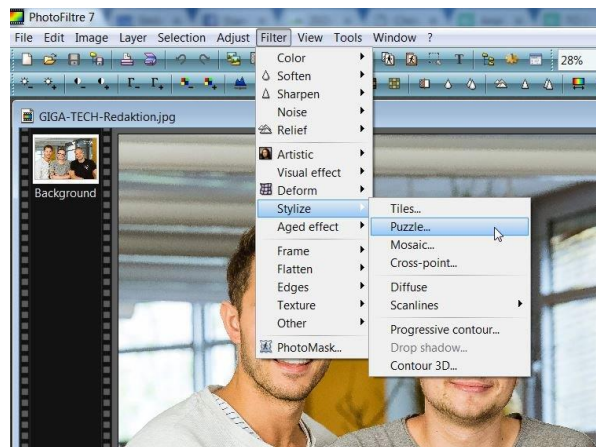 PhotoFiltre 7
File Edit Image Layer Selection Adjust Filter View Tools Window ?
T 28%
GIGA-TECH-Redaktion.jpg
Background
Color
Soften
Sharpen
Noise
Relief
Artistic
Visual effect
Deform
Stylize
Aged effect
Frame
Flatten
Edges
Texture
Other
PhotoMask...
Tiles...
Puzzle...
Mosaic...
Cross-point...
Diffuse
Scanlines
Progressive contour...
Drop shadow...
Contour 3D...